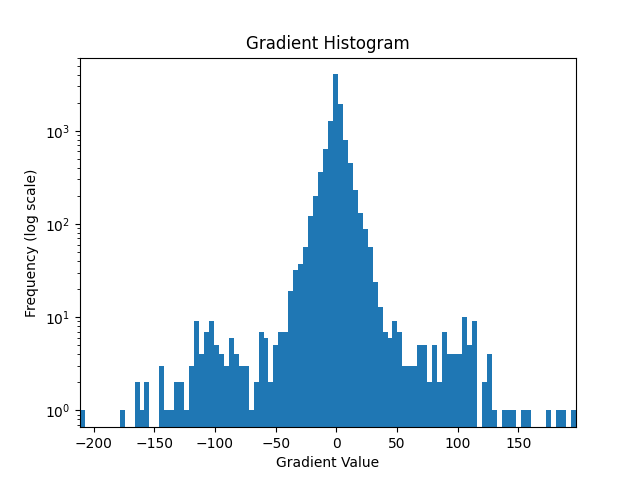 Gradient Histogram
Frequency (log scale)
10³
10²
10¹
10⁰
−200 −150 −100 −50 0 50 100 150
Gradient Value